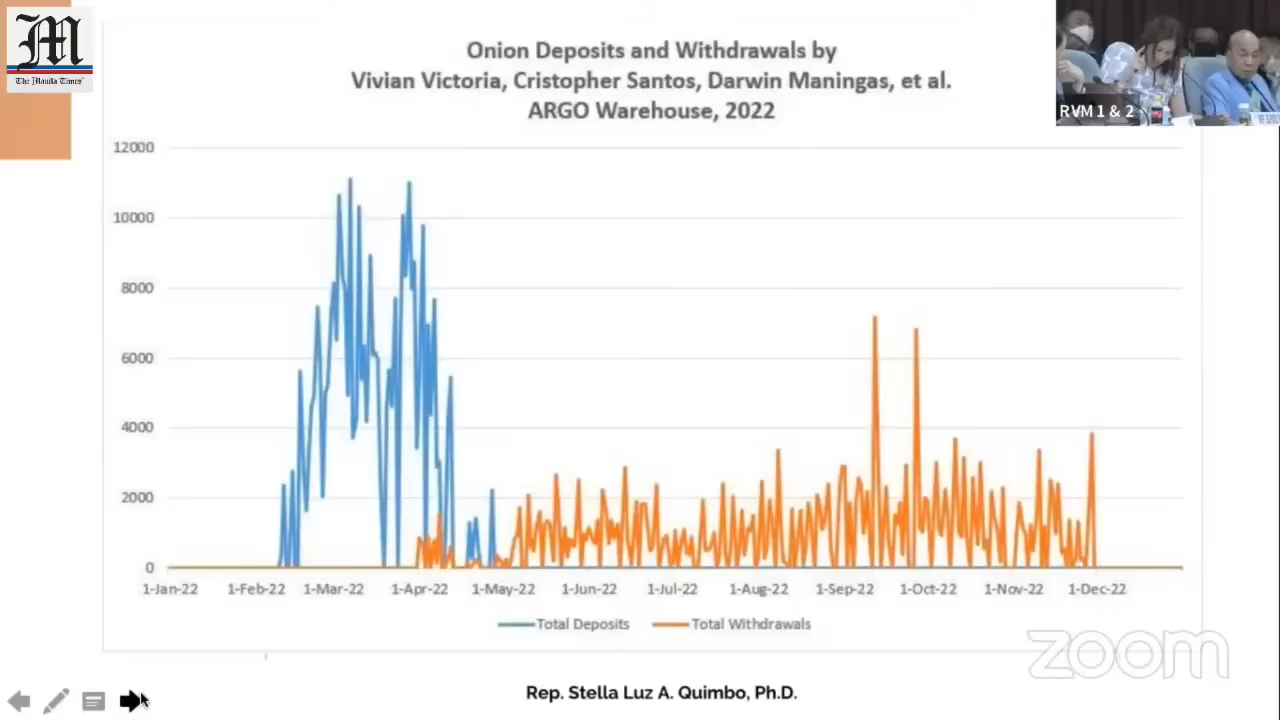 M
The Manila Times
Onion Deposits and Withdrawals by
Vivian Victoria, Cristopher Santos, Darwin Maningas, et al.
ARGO Warehouse, 2022
RVM 1 & 2
12000
10000
8000
6000
4000
2000
0
1-Jan-22 1-Feb-22 1-Mar-22 1-Apr-22 1-May-22 1-Jun-22 1-Jul-22 1-Aug-22 1-Sep-22 1-Oct-22 1-Nov-22 1-Dec-22
Total Deposits Total Withdrawals
zoom
Rep. Stella Luz A. Quimbo, Ph.D.